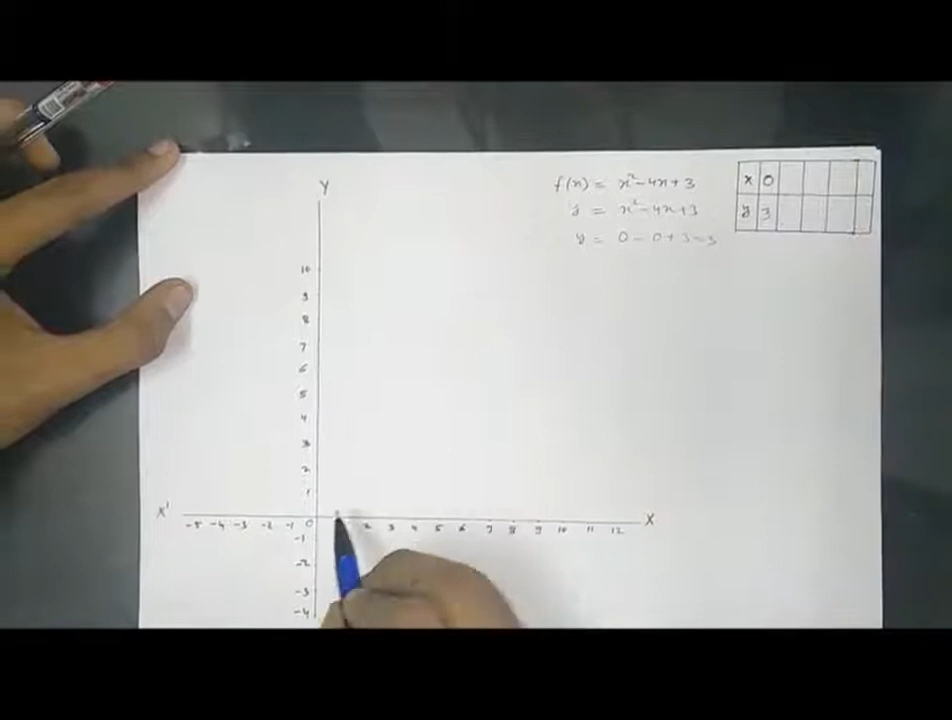 Y
f(x) = x²-4x+3
y = x²-4x+3
y = 0-0+3=3
x 0
y 3
10
9
8
7
6
5
4
3
2
1
X' -5 -4 -3 -2 -1 0 2 3 4 5 6 7 8 9 10 11 12 X
-1
-2
-3
-4